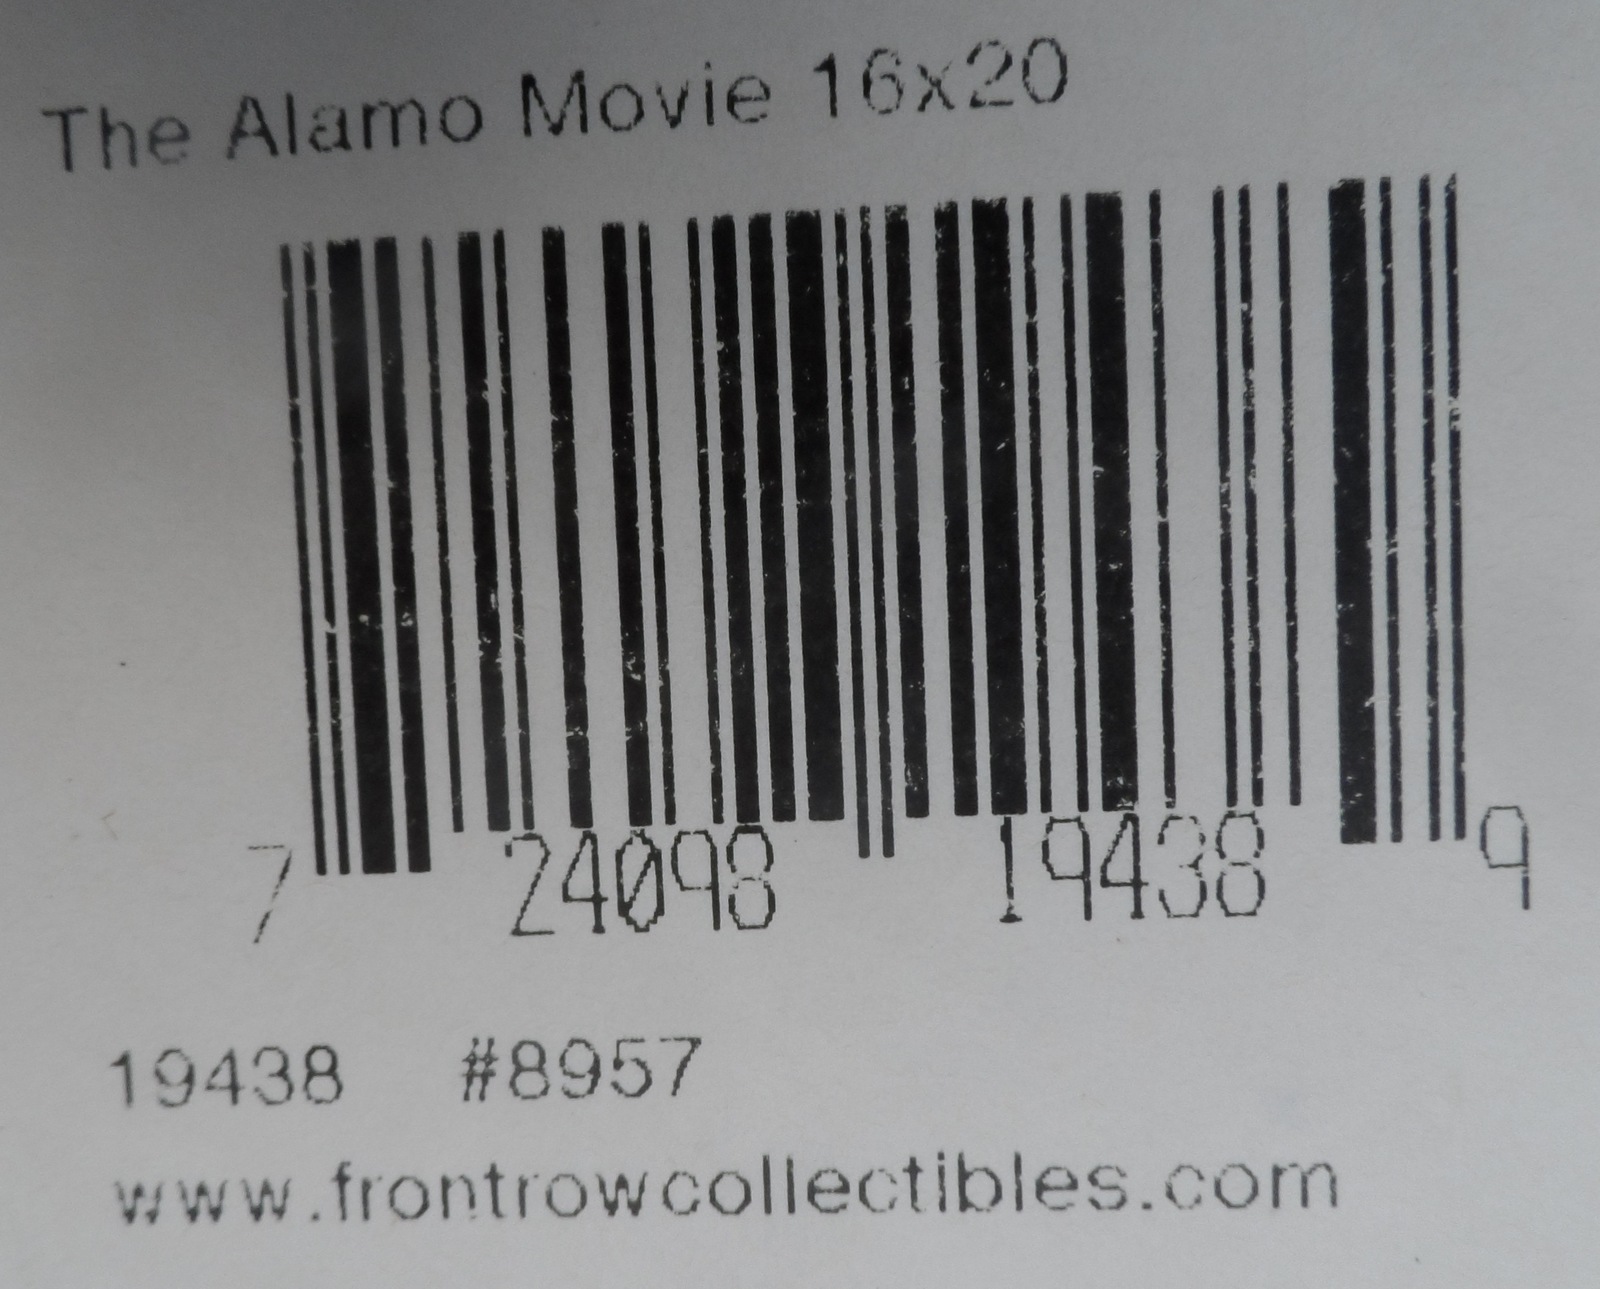 The Alamo Movie 16x20
7 24098 19438 9
19438 #8957
www.frontrowcollectibles.com